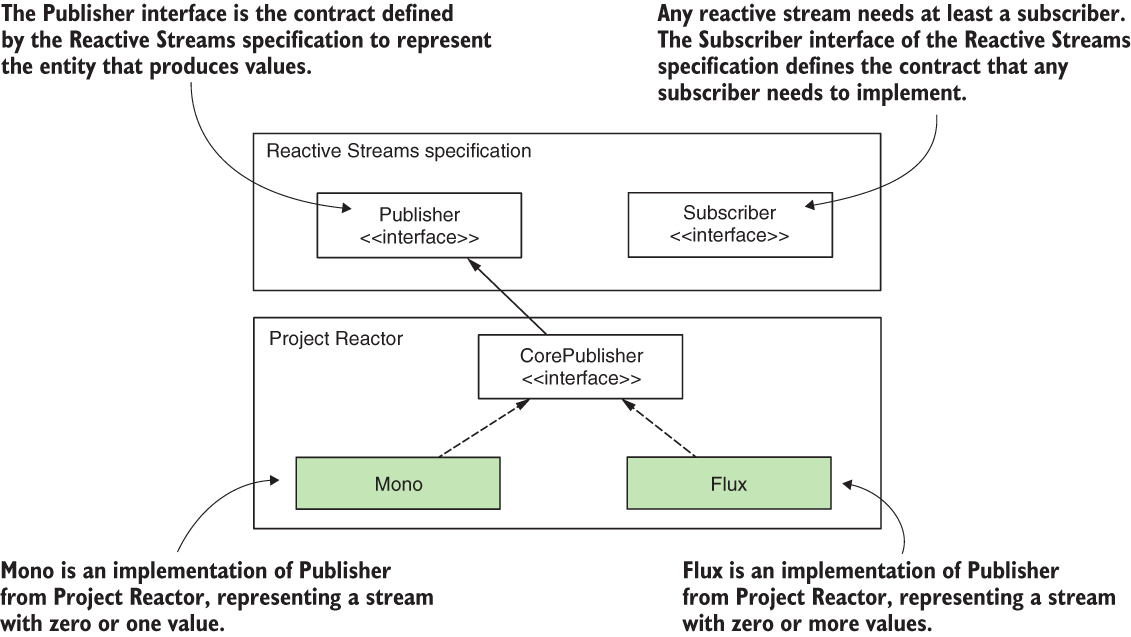 The Publisher interface is the contract defined
by the Reactive Streams specification to represent
the entity that produces values.
Any reactive stream needs at least a subscriber.
The Subscriber interface of the Reactive Streams
specification defines the contract that any
subscriber needs to implement.
Reactive Streams specification
Publisher
<<interface>>
Subscriber
<<interface>>
Project Reactor
CorePublisher
<<interface>>
Mono
Flux
Mono is an implementation of Publisher
from Project Reactor, representing a stream
with zero or one value.
Flux is an implementation of Publisher
from Project Reactor, representing a stream
with zero or more values.